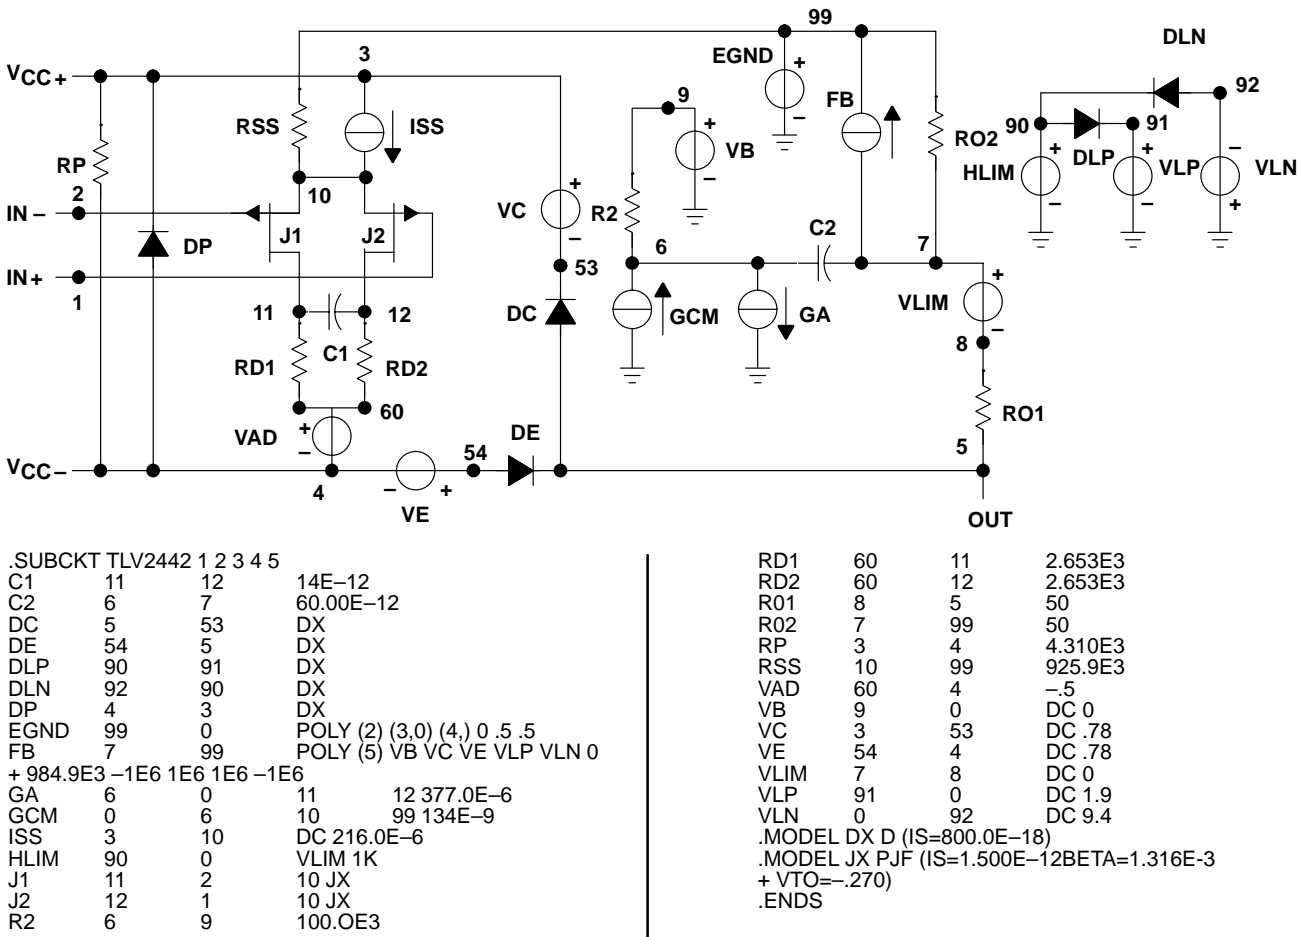 99
DLN
3
EGND
+
–
VCC+
9
FB
92
RSS
ISS
+
VB
–
RO2
90
91
DLP
HLIM
+
–
VLP
+
–
VLN
–
+
RP
10
2
IN –
VC
+
–
R2
C2
J1
J2
DP
6
7
IN+
1
53
+
VLIM
–
11
12
DC
GCM
GA
8
C1
RD1
RD2
60
RO1
VAD
+
–
DE
54
5
VCC–
4
–
+
VE
OUT
.SUBCKT TLV2442 1 2 3 4 5
C1 11 12 14E–12
C2 6 7 60.00E–12
DC 5 53 DX
DE 54 5 DX
DLP 90 91 DX
DLN 92 90 DX
DP 4 3 DX
EGND 99 0 POLY (2) (3,0) (4,) 0 .5 .5
FB 7 99 POLY (5) VB VC VE VLP VLN 0
+ 984.9E3 –1E6 1E6 1E6 –1E6
GA 6 0 11 12 377.0E–6
GCM 0 6 10 99 134E–9
ISS 3 10 DC 216.0E–6
HLIM 90 0 VLIM 1K
J1 11 2 10 JX
J2 12 1 10 JX
R2 6 9 100.OE3
RD1 60 11 2.653E3
RD2 60 12 2.653E3
R01 8 5 50
R02 7 99 50
RP 3 4 4.310E3
RSS 10 99 925.9E3
VAD 60 4 –.5
VB 9 0 DC 0
VC 3 53 DC .78
VE 54 4 DC .78
VLIM 7 8 DC 0
VLP 91 0 DC 1.9
VLN 0 92 DC 9.4
.MODEL DX D (IS=800.0E–18)
.MODEL JX PJF (IS=1.500E–12BETA=1.316E-3
+ VTO=–.270)
.ENDS